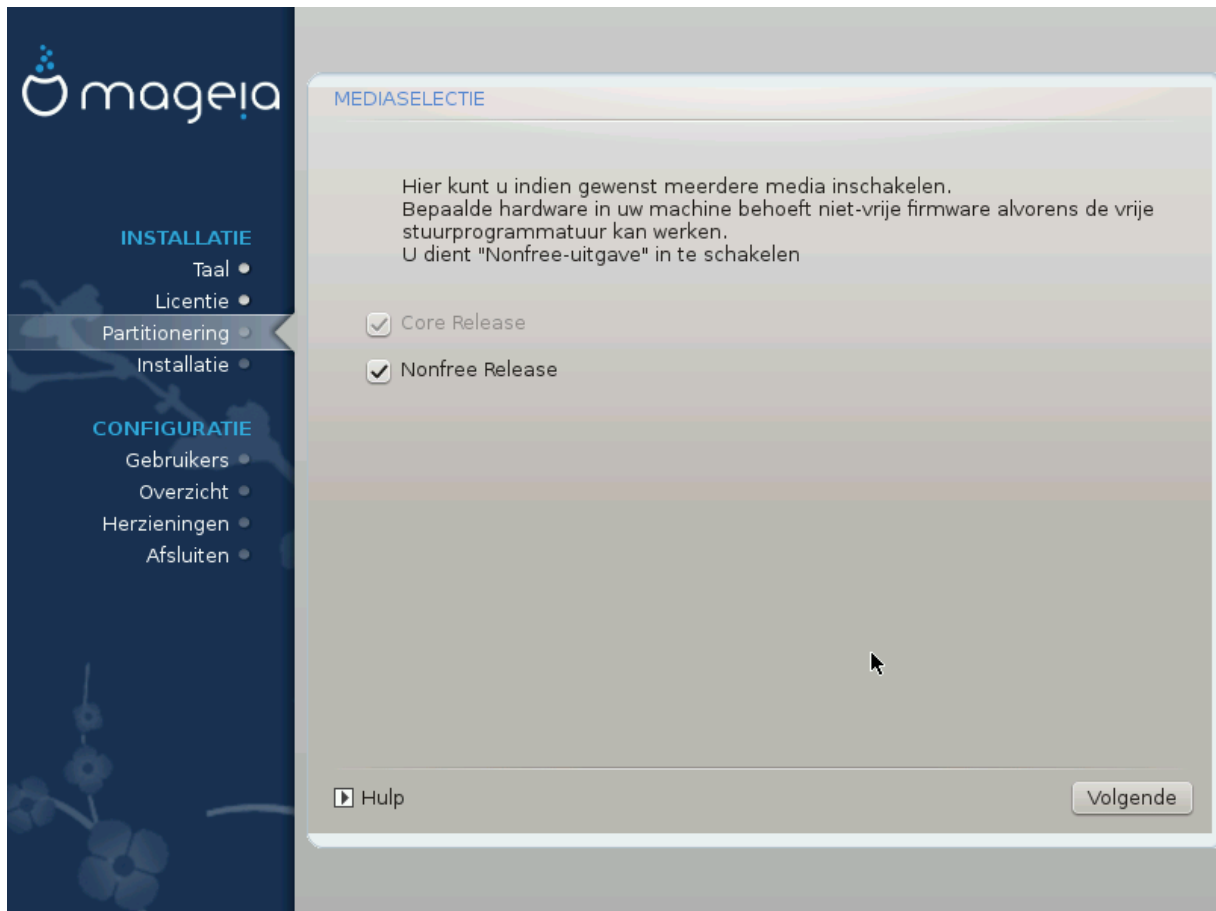 mageia
INSTALLATIE
Taal
Licentie
Partitionering
Installatie
CONFIGURATIE
Gebruikers
Overzicht
Herzieningen
Afsluiten
MEDIASELECTIE
Hier kunt u indien gewenst meerdere media inschakelen.
Bepaalde hardware in uw machine behoeft niet-vrije firmware alvorens de vrije
stuurprogrammatuur kan werken.
U dient "Nonfree-uitgave" in te schakelen
Core Release
Nonfree Release
Hulp
Volgende